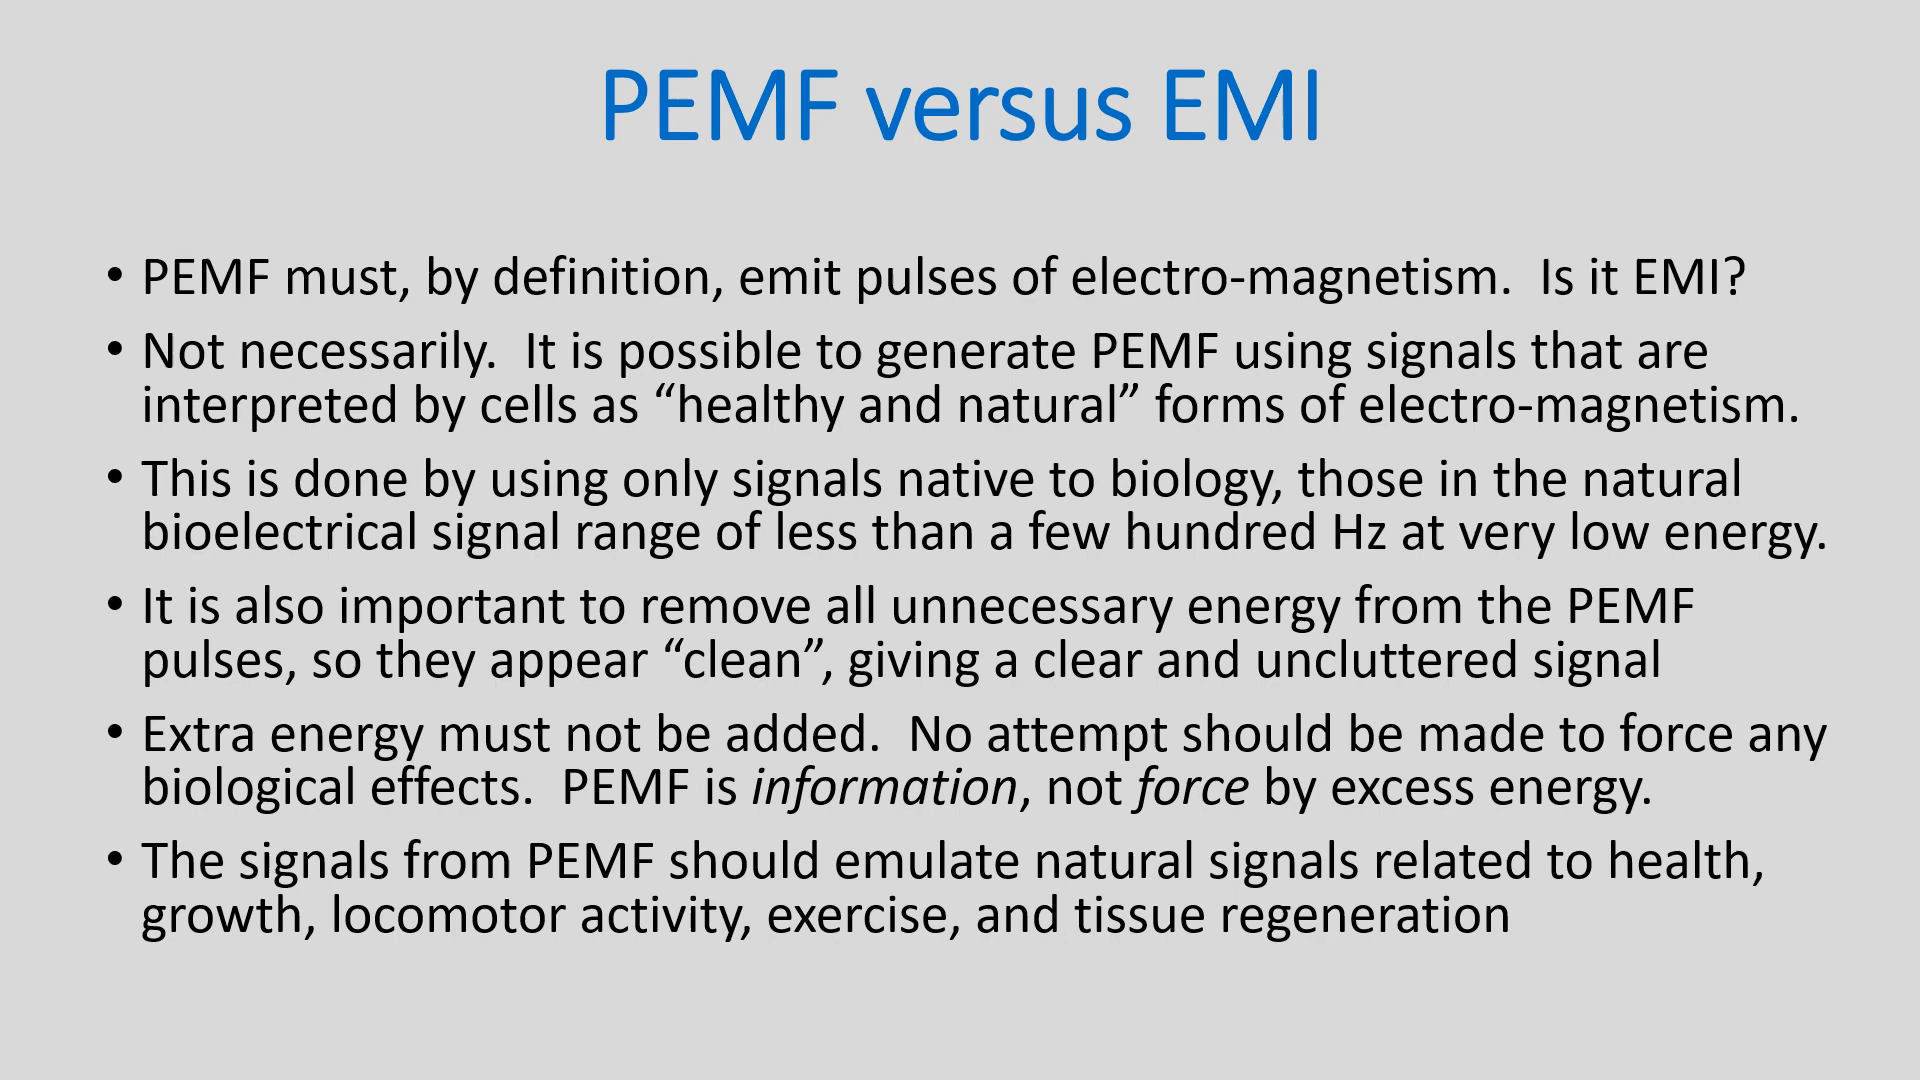 PEMF versus EMI
• PEMF must, by definition, emit pulses of electro-magnetism.  Is it EMI?
• Not necessarily.  It is possible to generate PEMF using signals that are
interpreted by cells as “healthy and natural” forms of electro-magnetism.
• This is done by using only signals native to biology, those in the natural
bioelectrical signal range of less than a few hundred Hz at very low energy.
• It is also important to remove all unnecessary energy from the PEMF
pulses, so they appear “clean”, giving a clear and uncluttered signal
• Extra energy must not be added.  No attempt should be made to force any
biological effects.  PEMF is information, not force by excess energy.
• The signals from PEMF should emulate natural signals related to health,
growth, locomotor activity, exercise, and tissue regeneration